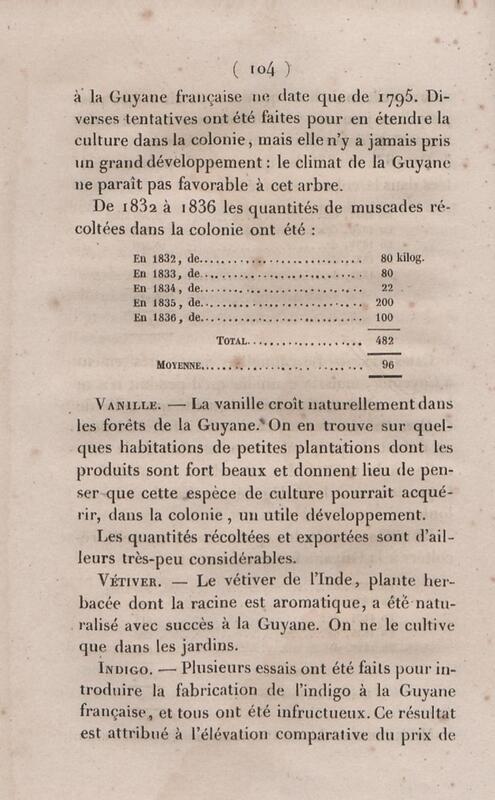 ( 104 )
à la Guyane française ne date que de 1795. Di-
verses tentatives ont été faites pour en étendre la
culture dans la colonie, mais elle n'y a jamais pris
un grand développement : le climat de la Guyane
ne paraît pas favorable à cet arbre.
De 1832 à 1836 les quantités de muscades ré-
coltées dans la colonie ont été :
En 1832, de.............................. 80 kilog.
En 1833, de.............................. 80
En 1834, de.............................. 22
En 1835, de.............................. 200
En 1836, de.............................. 100
TOTAL.................... 482
MOYENNE.............................. 96
VANILLE. — La vanille croît naturellement dans
les forêts de la Guyane. On en trouve sur quel-
ques habitations de petites plantations dont les
produits sont fort beaux et donnent lieu de pen-
ser que cette espèce de culture pourrait acqué-
rir, dans la colonie, un utile développement.
Les quantités récoltées et exportées sont d'ail-
leurs très-peu considérables.
VÉTIVER. — Le vétiver de l'Inde, plante her-
bacée dont la racine est aromatique, a été natu-
ralisé avec succès à la Guyane. On ne le cultive
que dans les jardins.
INDIGO. — Plusieurs essais ont été faits pour in-
troduire la fabrication de l'indigo à la Guyane
française, et tous ont été infructueux. Ce résultat
est attribué à l'élévation comparative du prix de